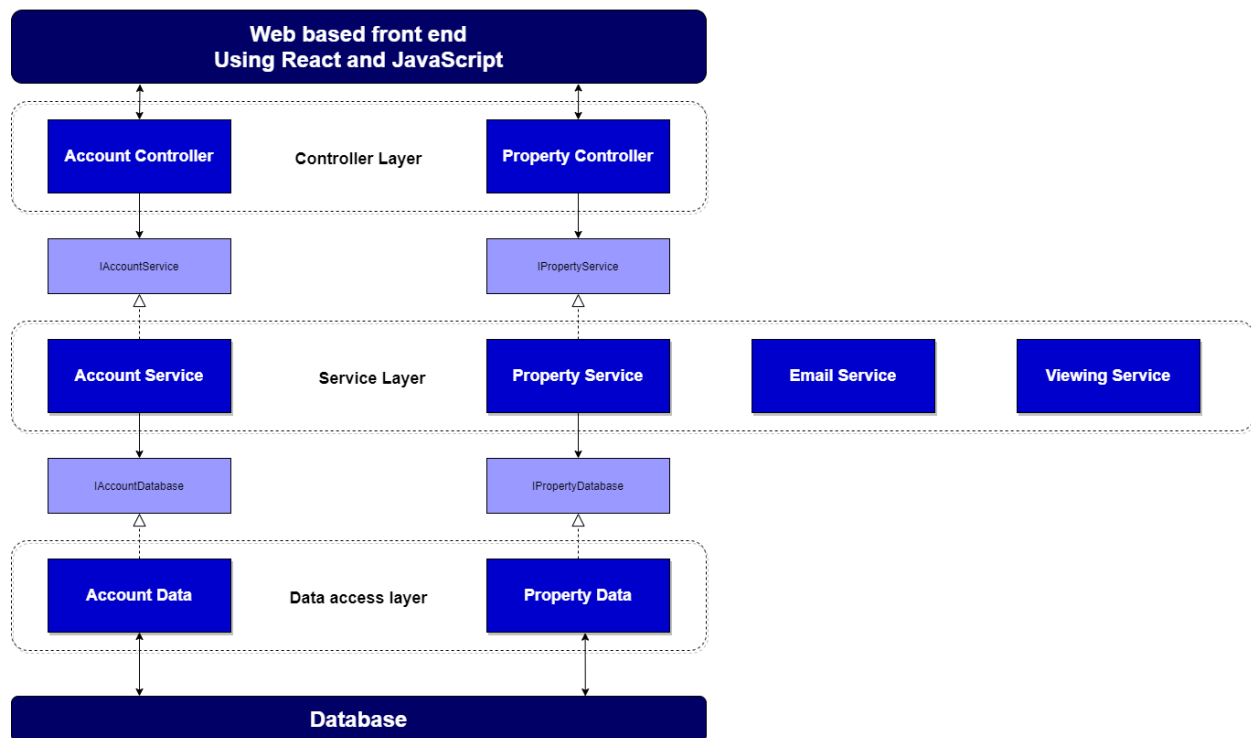 Web based front end
Using React and JavaScript
Account Controller
Controller Layer
Property Controller
IAccountService
IPropertyService
Account Service
Service Layer
Property Service
Email Service
Viewing Service
IAccountDatabase
IPropertyDatabase
Account Data
Data access layer
Property Data
Database